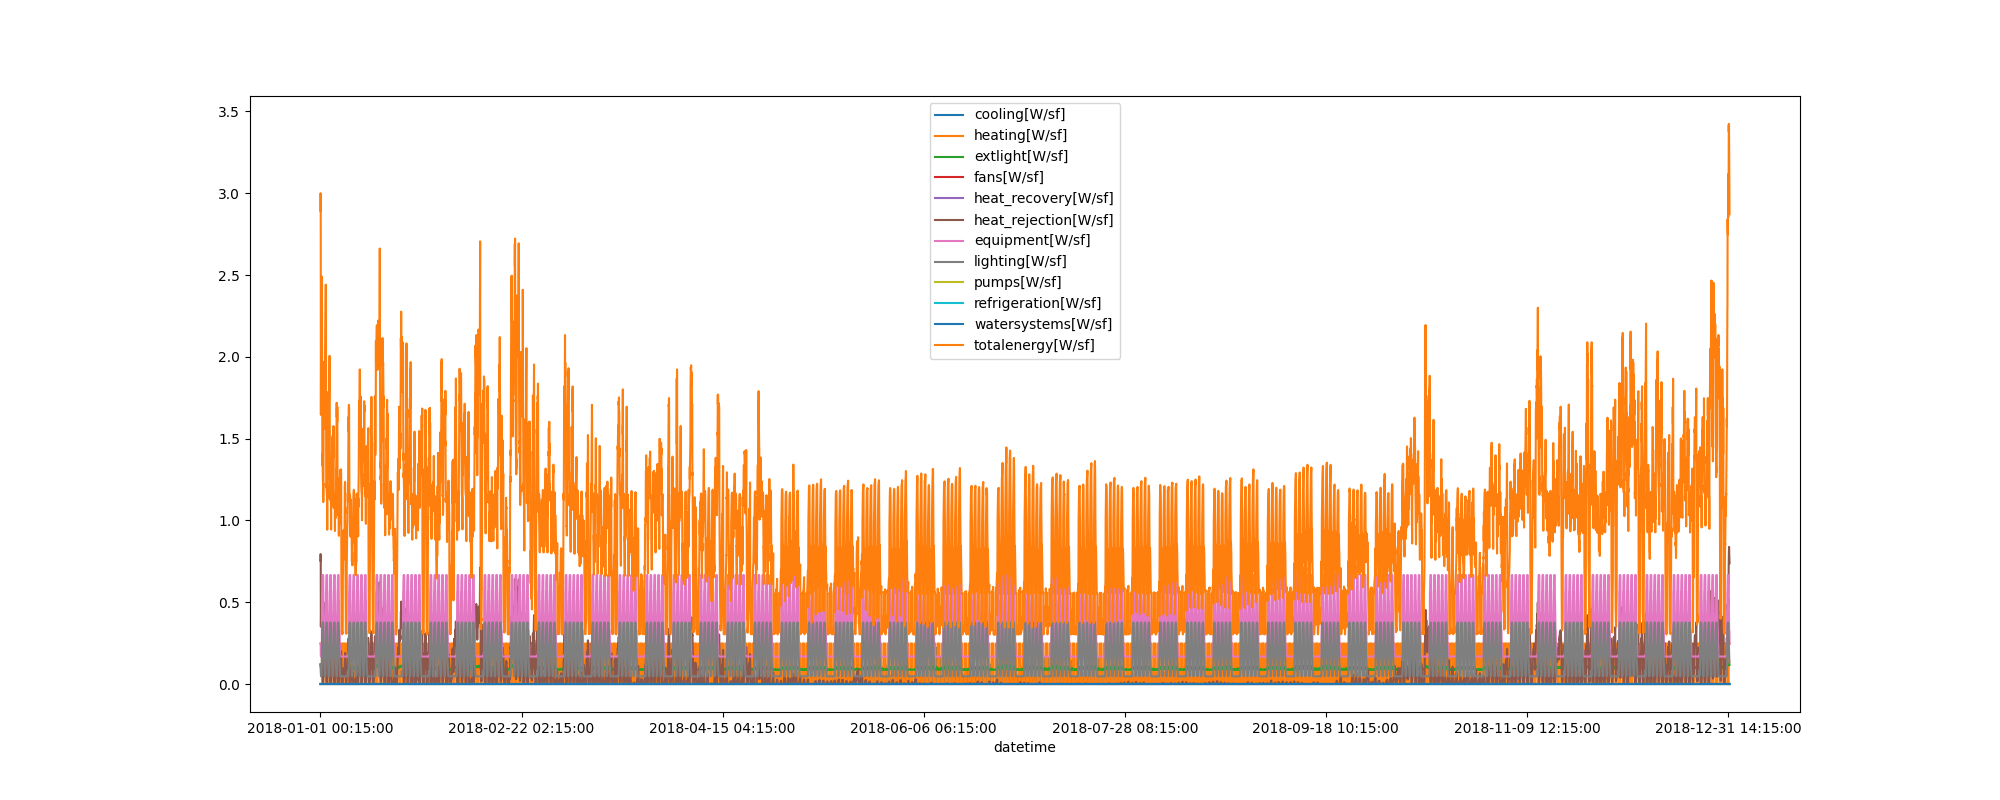 3.5
3.0
2.5
2.0
1.5
1.0
0.5
0.0
cooling[W/sf]
heating[W/sf]
extlight[W/sf]
fans[W/sf]
heat_recovery[W/sf]
heat_rejection[W/sf]
equipment[W/sf]
lighting[W/sf]
pumps[W/sf]
refrigeration[W/sf]
watersystems[W/sf]
totalenergy[W/sf]
2018-01-01 00:15:00 2018-02-22 02:15:00 2018-04-15 04:15:00 2018-06-06 06:15:00 2018-07-28 08:15:00 2018-09-18 10:15:00 2018-11-09 12:15:00 2018-12-31 14:15:00
datetime